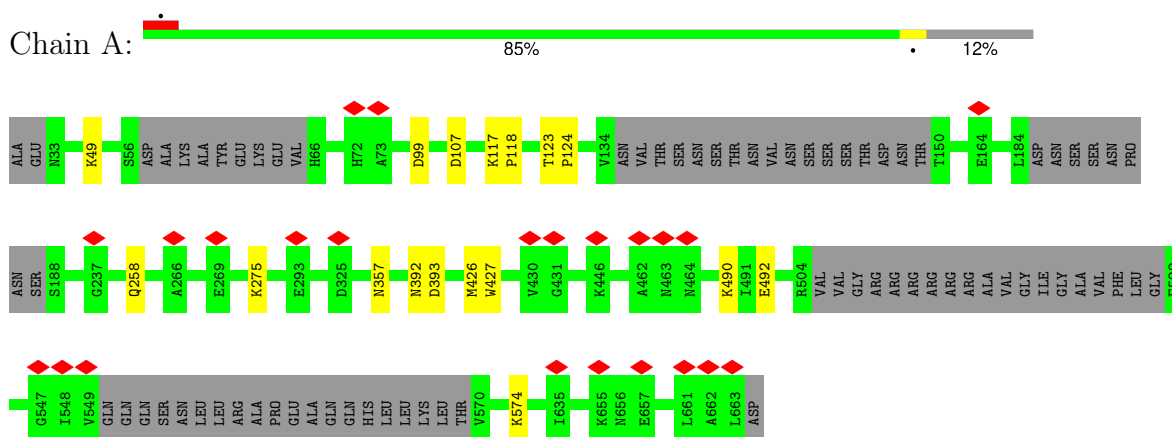 Chain A:
85%
12%
ALA GLU N33 K49 S56 ASP ALA LYS ALA TYR GLU LYS GLU VAL H66 H72 A73 D99 D107 K117 P118 T123 P124 V134 ASN VAL THR SER ASN SER THR ASN VAL ASN SER SER SER THR ASP ASN THR T150 E164 L184 ASP ASN SER SER ASN PRO
ASN SER S188 G237 Q258 A266 E269 K275 E293 D325 N357 N392 D393 M426 W427 V430 G431 K446 A462 N463 N464 K490 I491 E492 R504 VAL VAL GLY ARG ARG ARG ARG ARG ARG ALA VAL GLY ILE GLY ALA VAL PHE LEU GLY
G547 I548 V549 GLN GLN GLN SER ASN LEU LEU ARG ALA PRO GLU ALA GLN GLN HIS LEU LEU LYS LEU THR V570 K574 I635 K655 N656 E657 L661 A662 L663 ASP